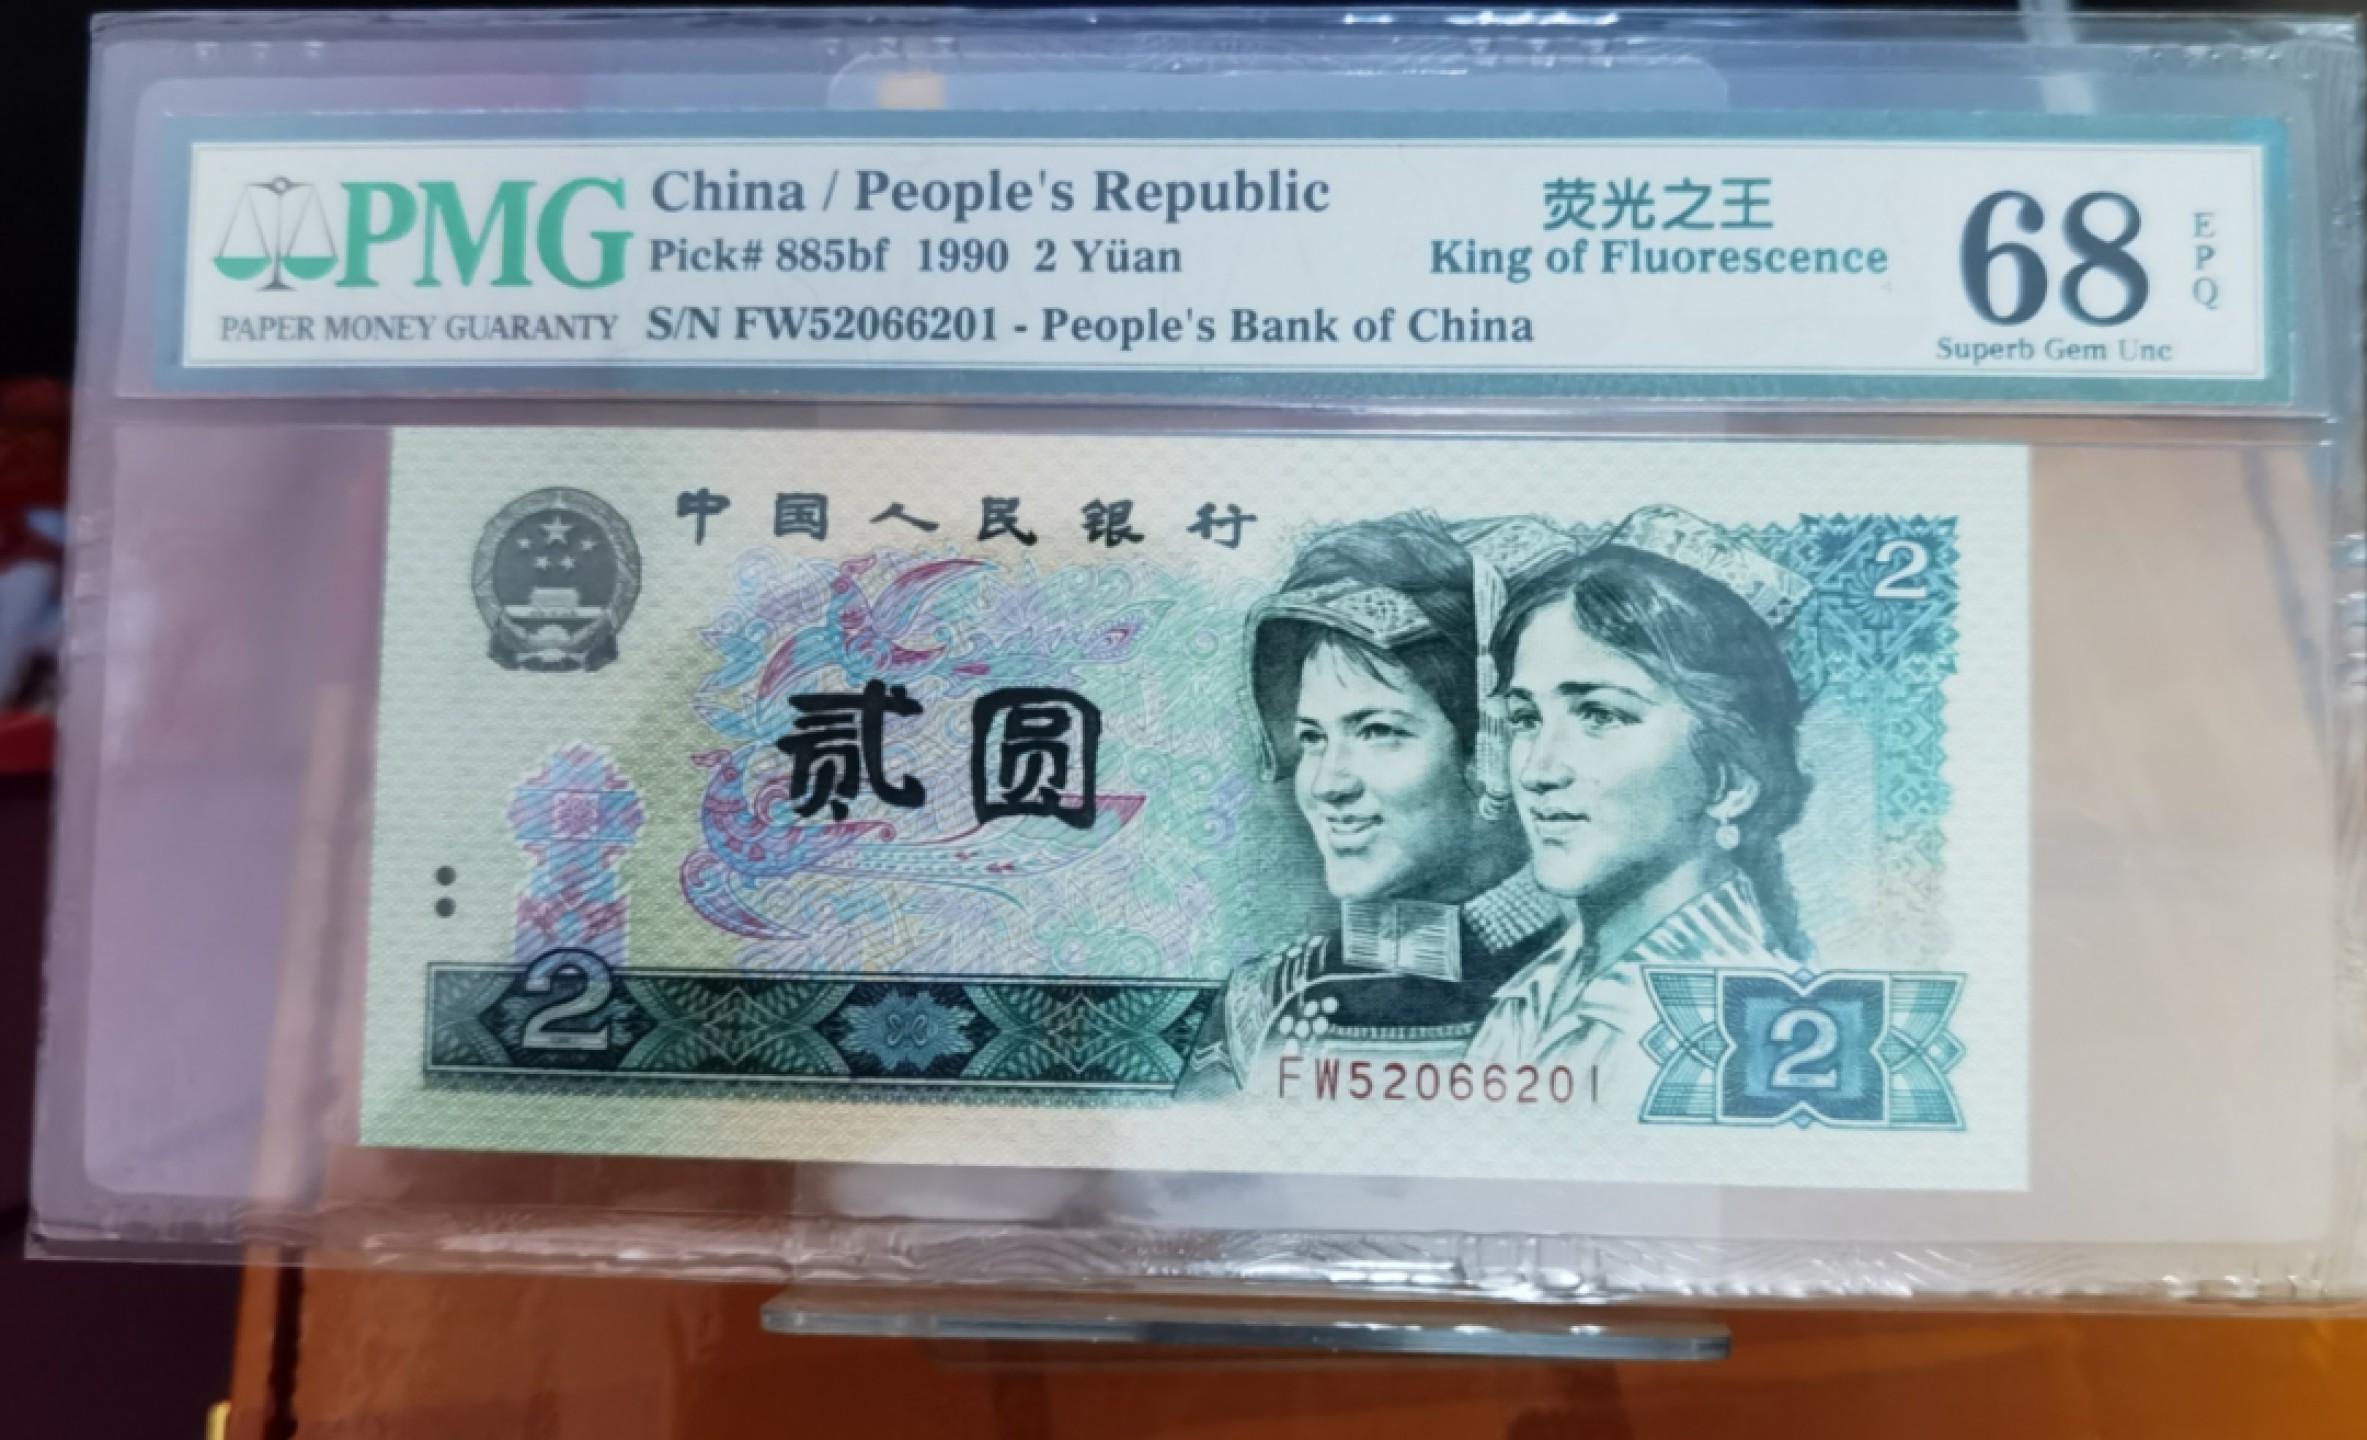 PMG
PAPER MONEY GUARANTY
China / People's Republic
Pick# 885bf 1990 2 Yüan
S/N FW52066201 - People's Bank of China
荧光之王
King of Fluorescence
68
EPQ
Superb Gem Unc
中国人民银行
2
贰圆
2
FW52066201
2